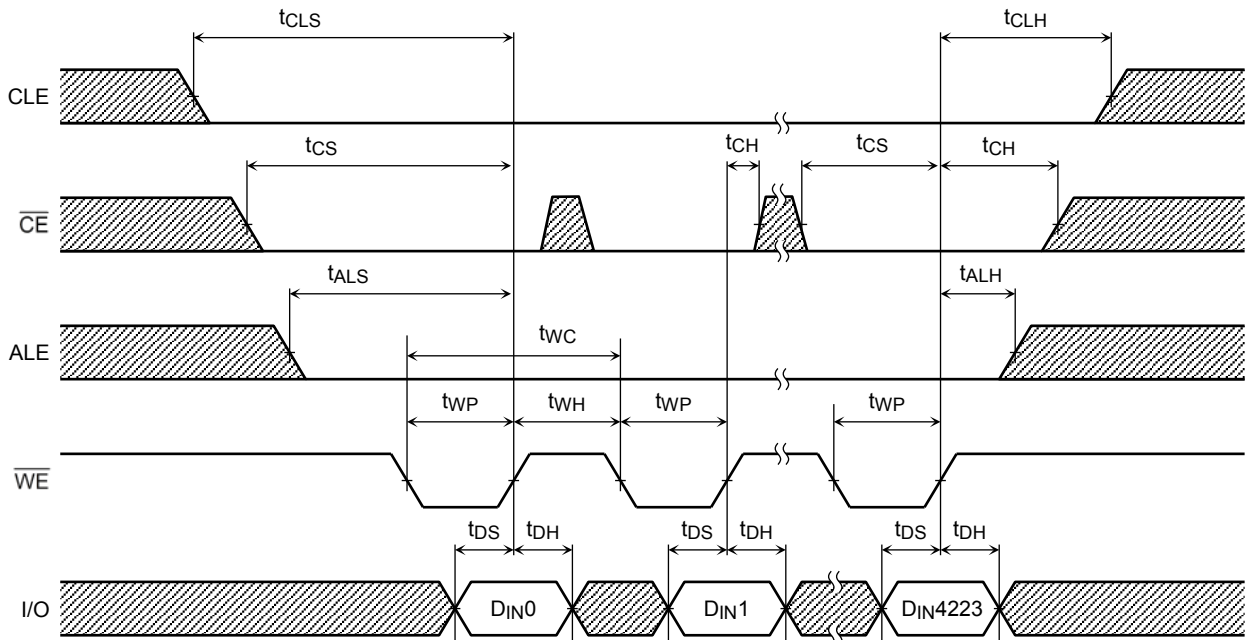 tCLS tCLH
CLE
tCS tCH tCS tCH
CE
tALS tALH
ALE
tWC
tWP tWH tWP tWP
WE
tDS tDH tDS tDH tDS tDH
I/O DIN0 DIN1 DIN4223